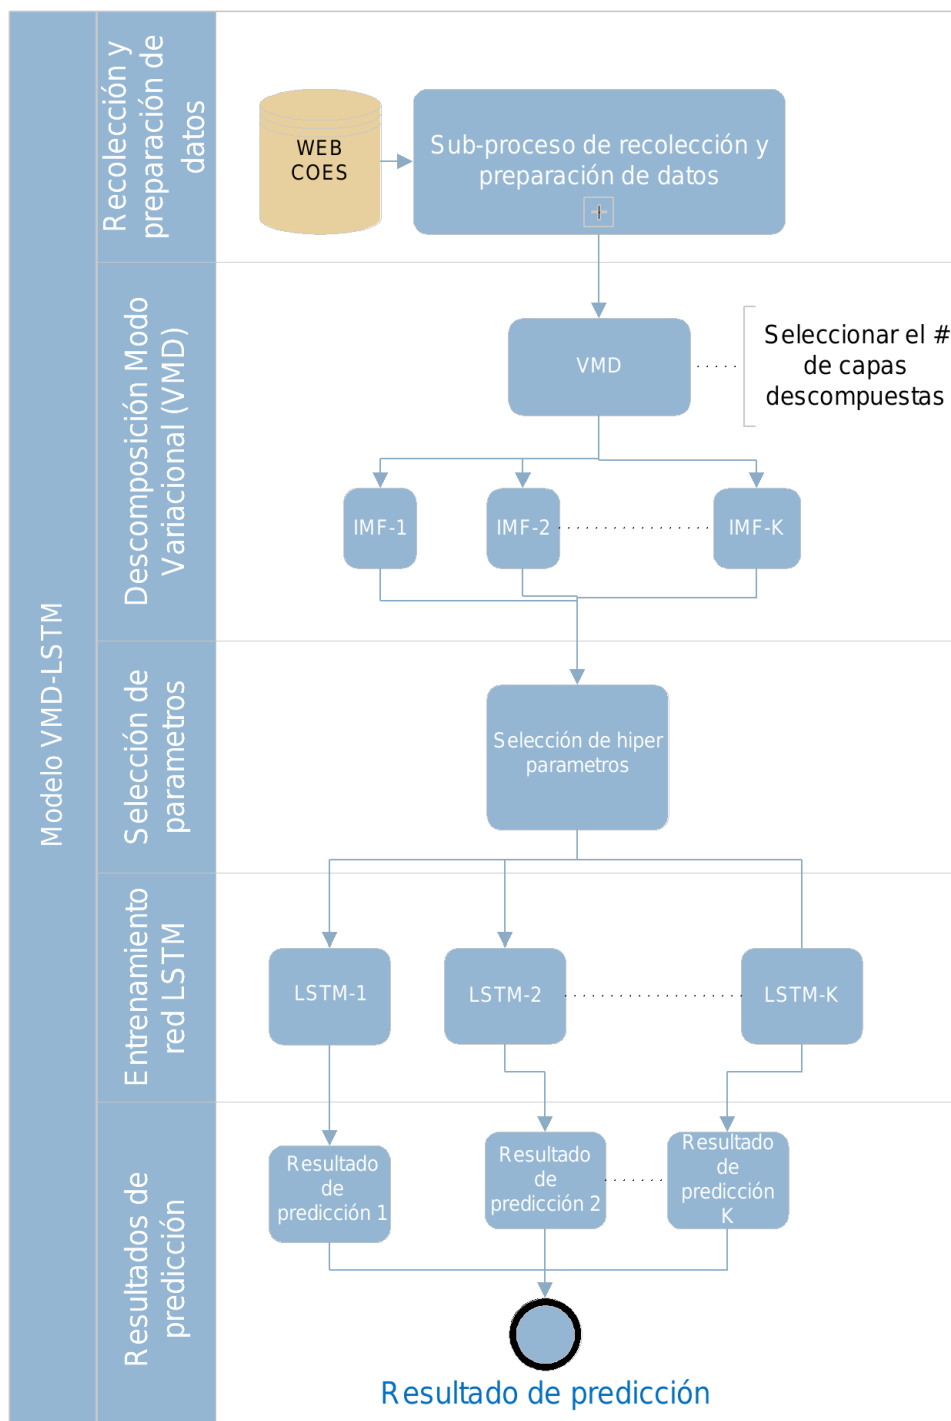 Modelo VMD-LSTM
Recolección y
preparación de
datos
WEB
COES
Sub-proceso de recolección y
preparación de datos
Descomposición Modo
Variacional (VMD)
VMD
Seleccionar el #
de capas
descompuestas
IMF-1
IMF-2
IMF-K
Selección de
parametros
Selección de hiper
parametros
Entrenamiento
red LSTM
LSTM-1
LSTM-2
LSTM-K
Resultados de
predicción
Resultado
de
predicción 1
Resultado
de
predicción 2
Resultado
de
predicción
K
Resultado de predicción